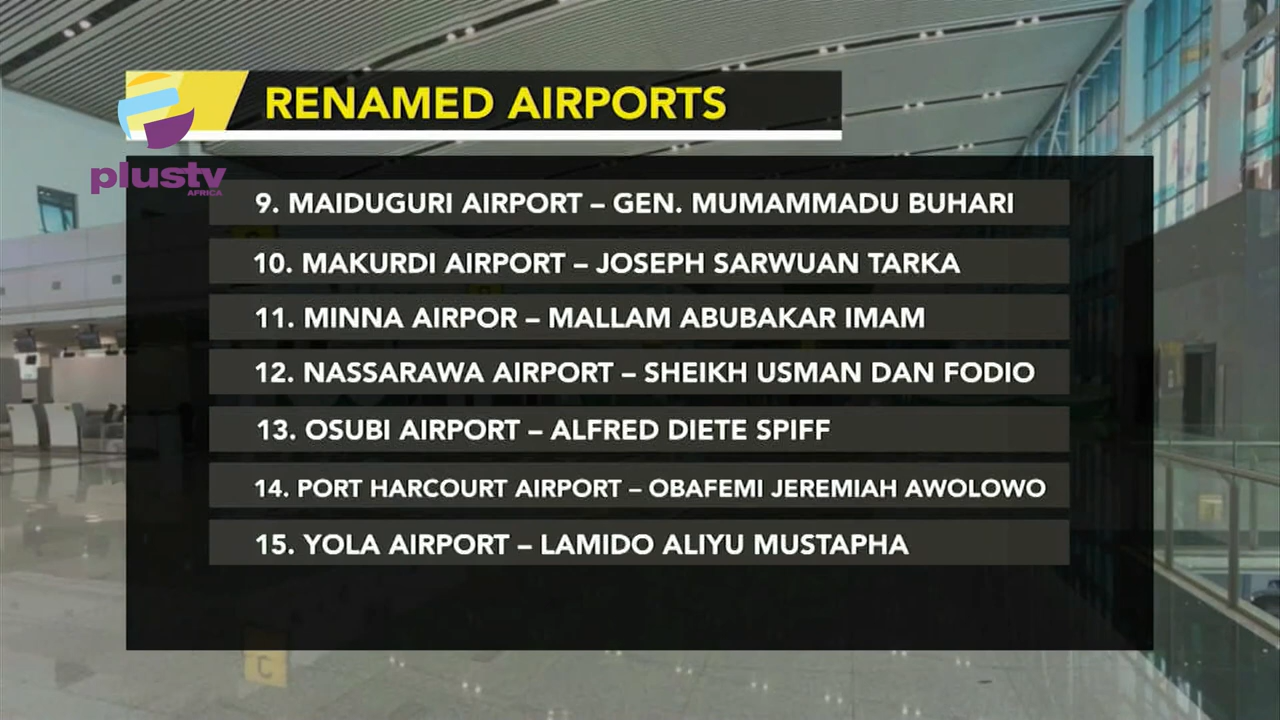 RENAMED AIRPORTS
plustv
AFRICA
9. MAIDUGURI AIRPORT – GEN. MUMAMMADU BUHARI
10. MAKURDI AIRPORT – JOSEPH SARWUAN TARKA
11. MINNA AIRPOR – MALLAM ABUBAKAR IMAM
12. NASSARAWA AIRPORT – SHEIKH USMAN DAN FODIO
13. OSUBI AIRPORT – ALFRED DIETE SPIFF
14. PORT HARCOURT AIRPORT – OBAFEMI JEREMIAH AWOLOWO
15. YOLA AIRPORT – LAMIDO ALIYU MUSTAPHA
C